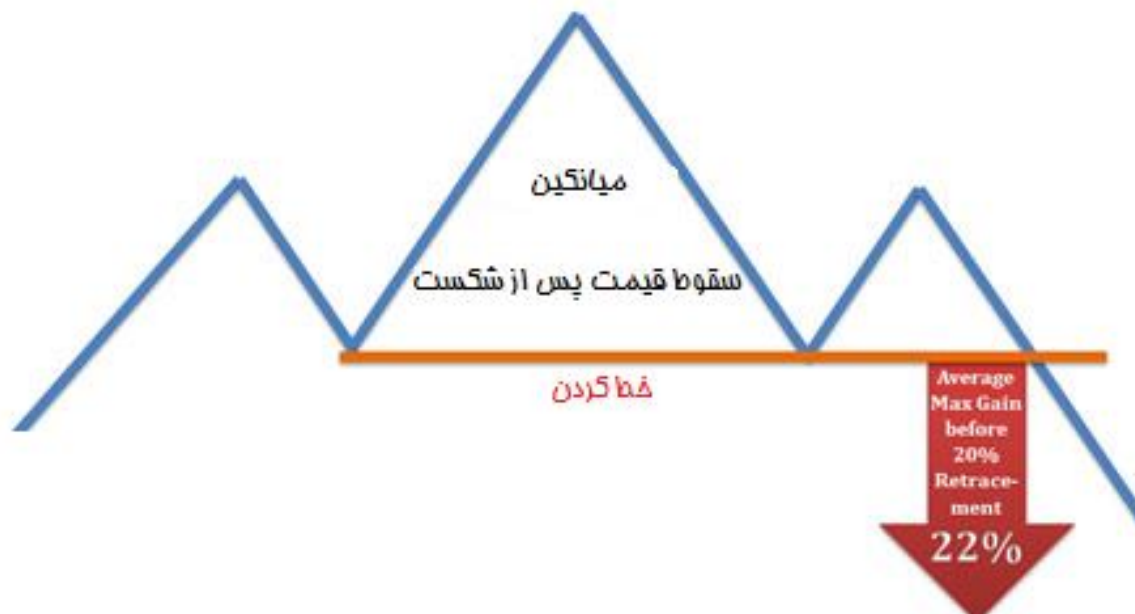 میانگین
سقوط قیمت پس از شکست
خط گردن
Average
Max Gain
before
20%
Retrace-
ment
22%